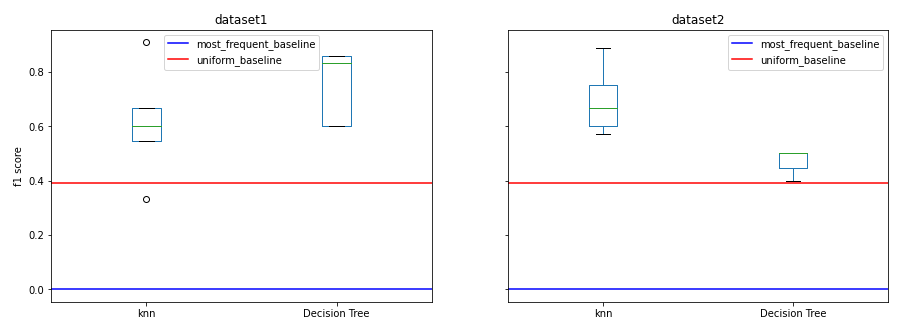 dataset1
most_frequent_baseline
uniform_baseline
f1 score
0.8
0.6
0.4
0.2
0.0
knn
Decision Tree
dataset2
most_frequent_baseline
uniform_baseline
knn
Decision Tree